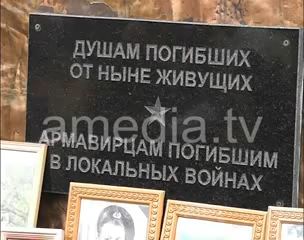 ДУШАМ ПОГИБШИХ
ОТ НЫНЕ ЖИВУЩИХ
amedia.tv
АРМАВИРЦАМ ПОГИБШИМ
В ЛОКАЛЬНЫХ ВОЙНАХ